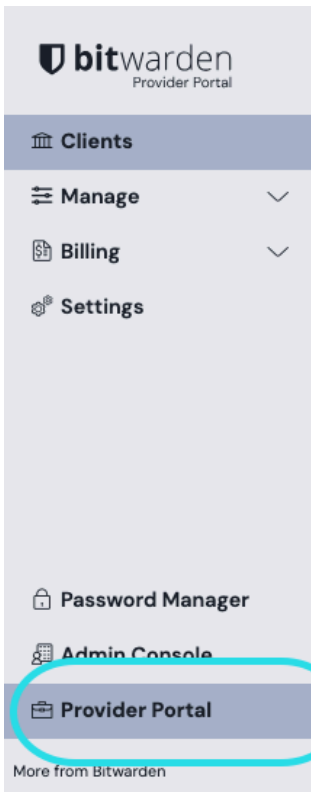 bitwarden
Provider Portal
Clients
Manage
Billing
Settings
Password Manager
Admin Console
Provider Portal
More from Bitwarden